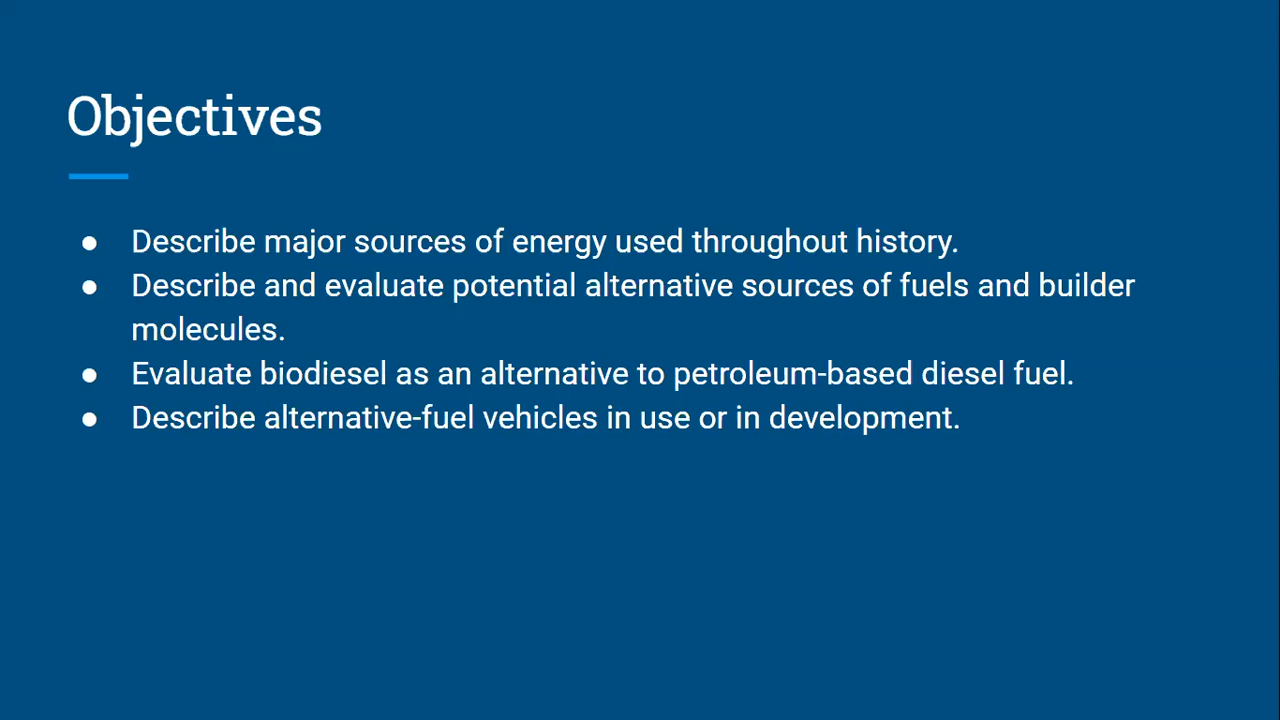 Objectives
● Describe major sources of energy used throughout history.
● Describe and evaluate potential alternative sources of fuels and builder
molecules.
● Evaluate biodiesel as an alternative to petroleum-based diesel fuel.
● Describe alternative-fuel vehicles in use or in development.